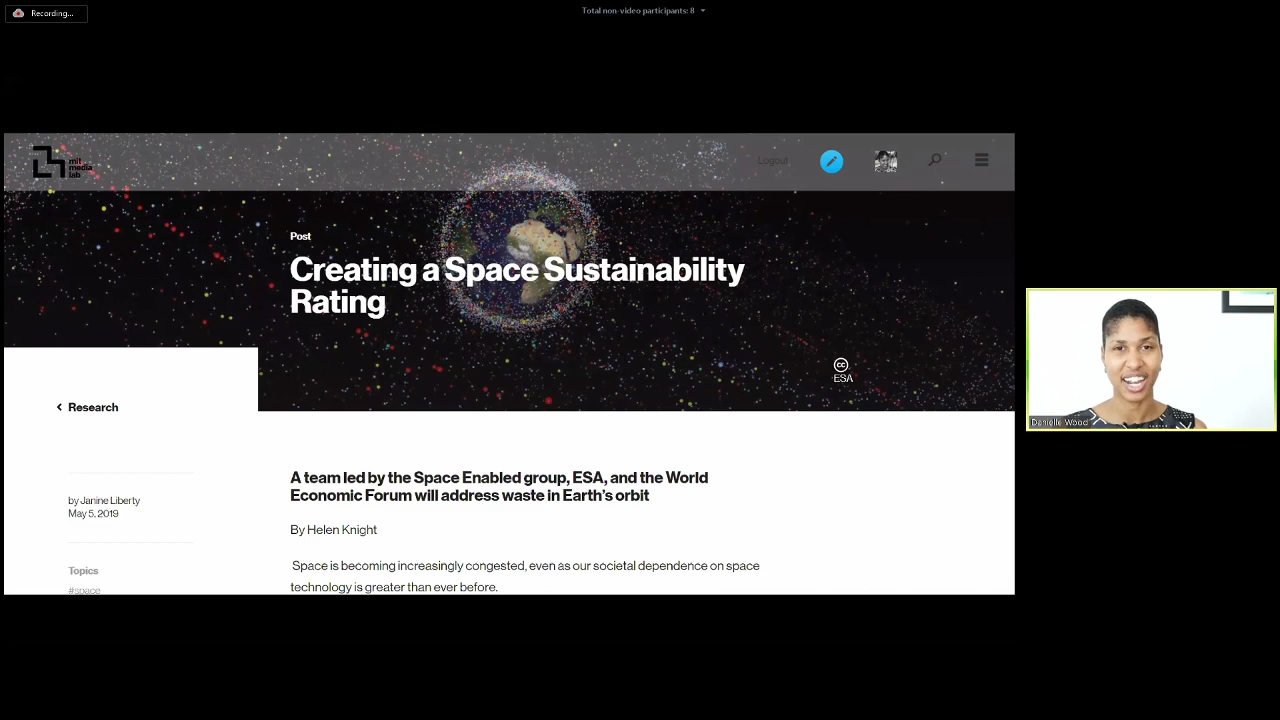 Recording...
Total non-video participants: 8
mit
media
lab
Logout
Post
Creating a Space Sustainability
Rating
ESA
Research
A team led by the Space Enabled group, ESA, and the World
Economic Forum will address waste in Earth's orbit
by Janine Liberty
May 5, 2019
By Helen Knight
Space is becoming increasingly congested, even as our societal dependence on space
technology is greater than ever before.
Topics
#space
Danielle Wood